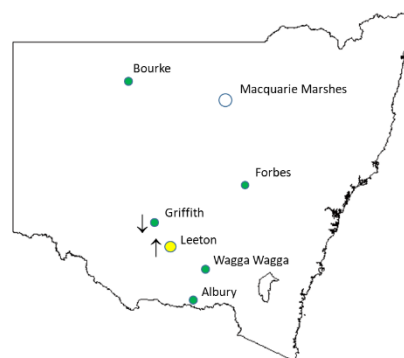 Bourke
Macquarie Marshes
Forbes
Griffith
Leeton
Wagga Wagga
Albury